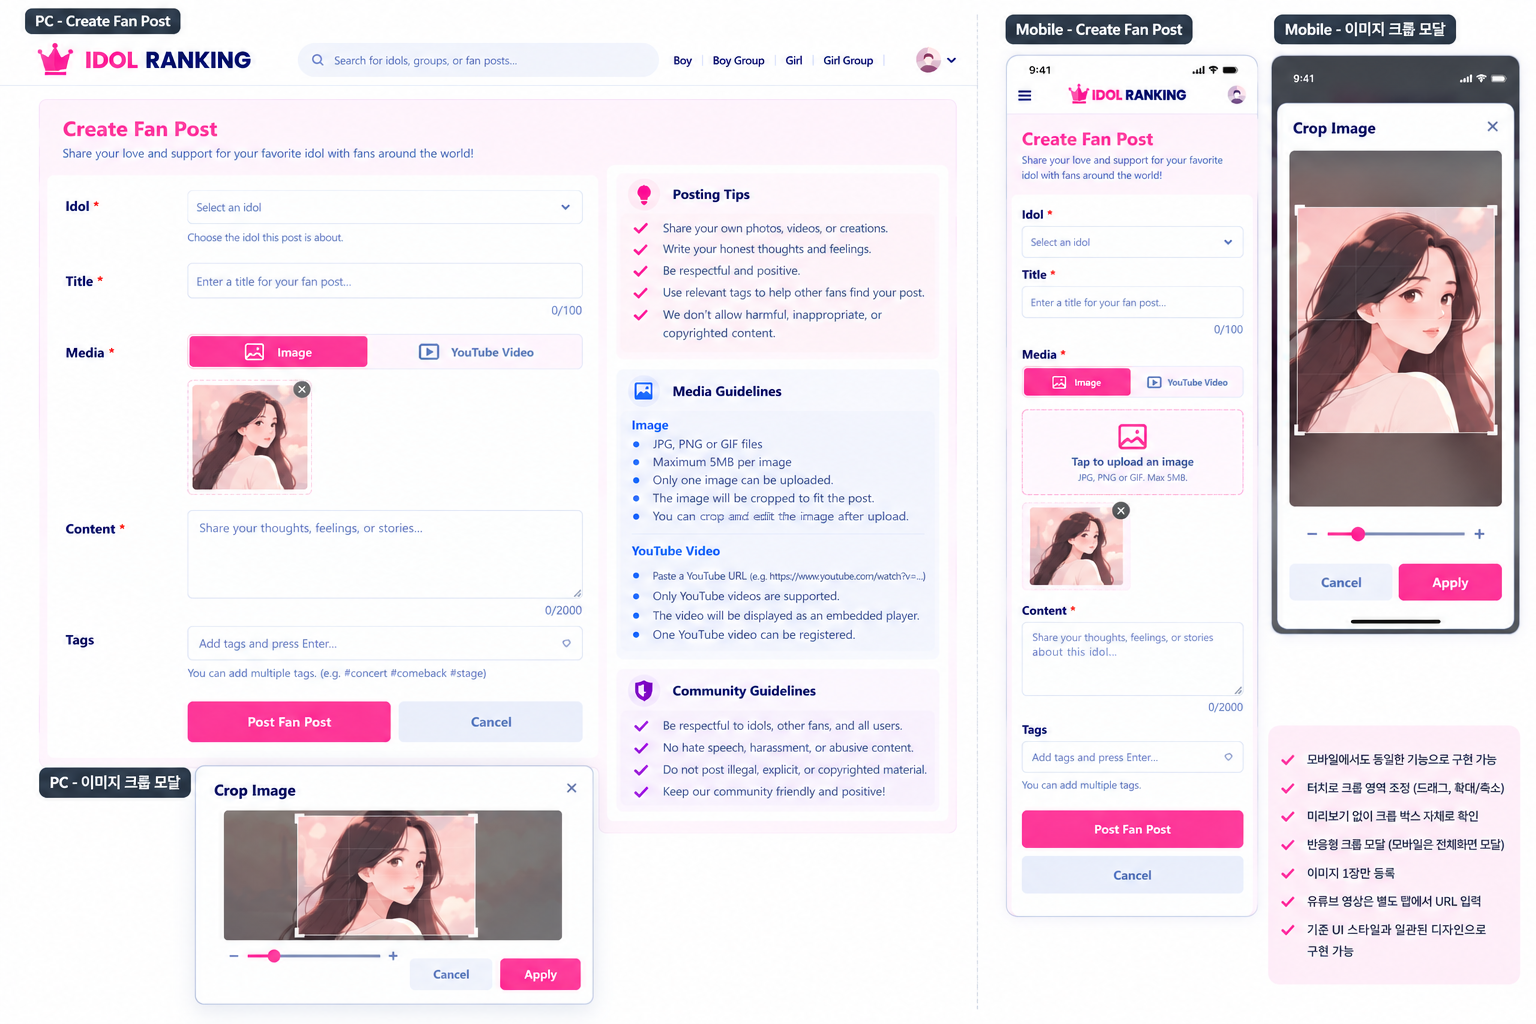 PC - Create Fan Post
IDOL RANKING
Search for idols, groups, or fan posts...
Boy
Boy Group
Girl
Girl Group
Create Fan Post
Share your love and support for your favorite idol with fans around the world!
Idol *
Select an idol
Choose the idol this post is about.
Title *
Enter a title for your fan post...
0/100
Media *
Image
YouTube Video
Content *
Share your thoughts, feelings, or stories...
0/2000
Tags
Add tags and press Enter...
You can add multiple tags. (e.g. #concert #comeback #stage)
Post Fan Post
Cancel
Posting Tips
Share your own photos, videos, or creations.
Write your honest thoughts and feelings.
Be respectful and positive.
Use relevant tags to help other fans find your post.
We don't allow harmful, inappropriate, or
copyrighted content.
Media Guidelines
Image
JPG, PNG or GIF files
Maximum 5MB per image
Only one image can be uploaded.
The image will be cropped to fit the post.
You can crop and edit the image after upload.
YouTube Video
Paste a YouTube URL (e.g. https://www.youtube.com/watch?v=...)
Only YouTube videos are supported.
The video will be displayed as an embedded player.
One YouTube video can be registered.
Community Guidelines
Be respectful to idols, other fans, and all users.
No hate speech, harassment, or abusive content.
Do not post illegal, explicit, or copyrighted material.
Keep our community friendly and positive!
PC - 이미지 크롭 모달
Crop Image
Cancel
Apply
Mobile - Create Fan Post
9:41
IDOL RANKING
Create Fan Post
Share your love and support for your favorite
idol with fans around the world!
Idol *
Select an idol
Title *
Enter a title for your fan post...
0/100
Media *
Image
YouTube Video
Tap to upload an image
JPG, PNG or GIF. Max 5MB.
Content *
Share your thoughts, feelings, or stories
about this idol...
0/2000
Tags
Add tags and press Enter...
You can add multiple tags.
Post Fan Post
Cancel
Mobile - 이미지 크롭 모달
9:41
Crop Image
Cancel
Apply
모바일에서도 동일한 기능으로 구현 가능
터치로 크롭 영역 조정 (드래그, 확대/축소)
미리보기 없이 크롭 박스 자체로 확인
반응형 크롭 모달 (모바일은 전체화면 모달)
이미지 1장만 등록
유튜브 영상은 별도 탭에서 URL 입력
기준 UI 스타일과 일관된 디자인으로
구현 가능